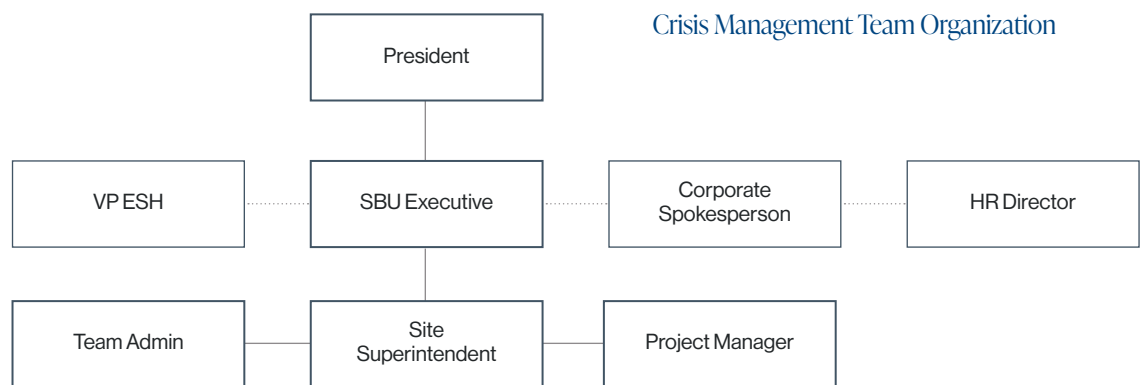 Crisis Management Team Organization
President
VP ESH
SBU Executive
Corporate
Spokesperson
HR Director
Team Admin
Site
Superintendent
Project Manager